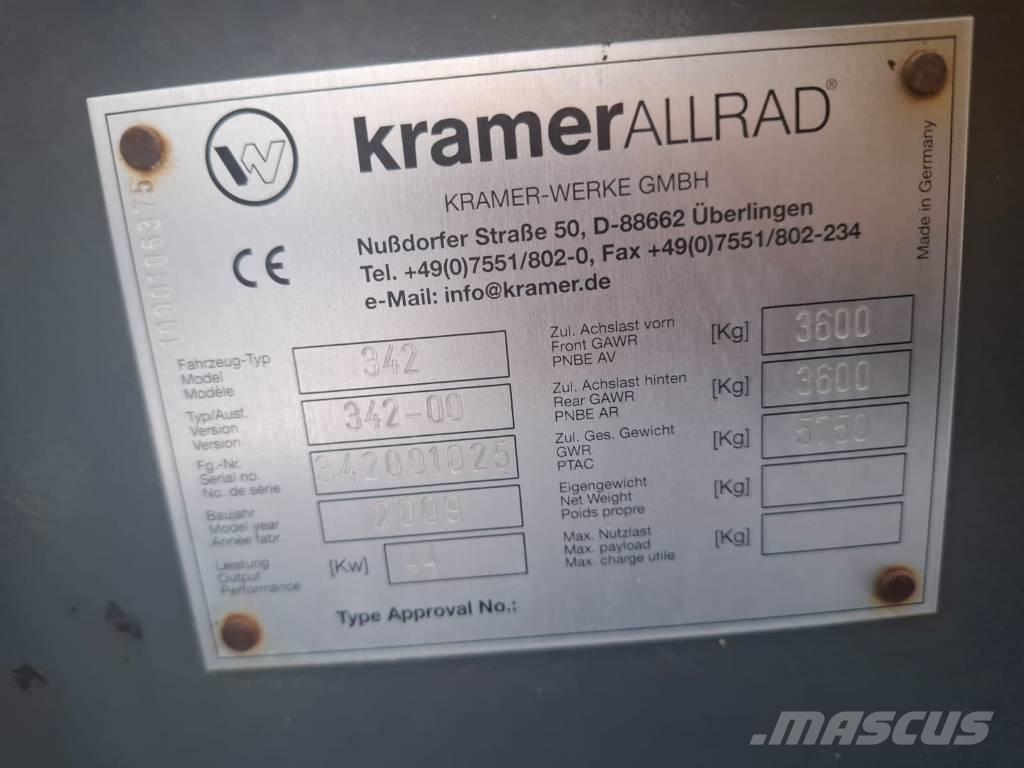 kramerALLRAD®
KRAMER-WERKE GMBH
Nußdorfer Straße 50, D-88662 Überlingen
Tel. +49(0)7551/802-0, Fax +49(0)7551/802-234
e-Mail: info@kramer.de
CE
Made in Germany
1000106375
Fahrzeug-Typ
Model
Modèle
342
Typ/Ausf.
Version
Version
342-00
Fg.-Nr.
Serial no.
No. de série
342001025
Baujahr
Model year
Année fabr.
2009
Leistung
Output
Performance
[Kw]
44
Type Approval No.:
Zul. Achslast vorn
Front GAWR
PNBE AV
[Kg]
3600
Zul. Achslast hinten
Rear GAWR
PNBE AR
[Kg]
3600
Zul. Ges. Gewicht
GWR
PTAC
[Kg]
5750
Eigengewicht
Net Weight
Poids propre
[Kg]
Max. Nutzlast
Max. payload
Max. charge utile
[Kg]
.MASCUS